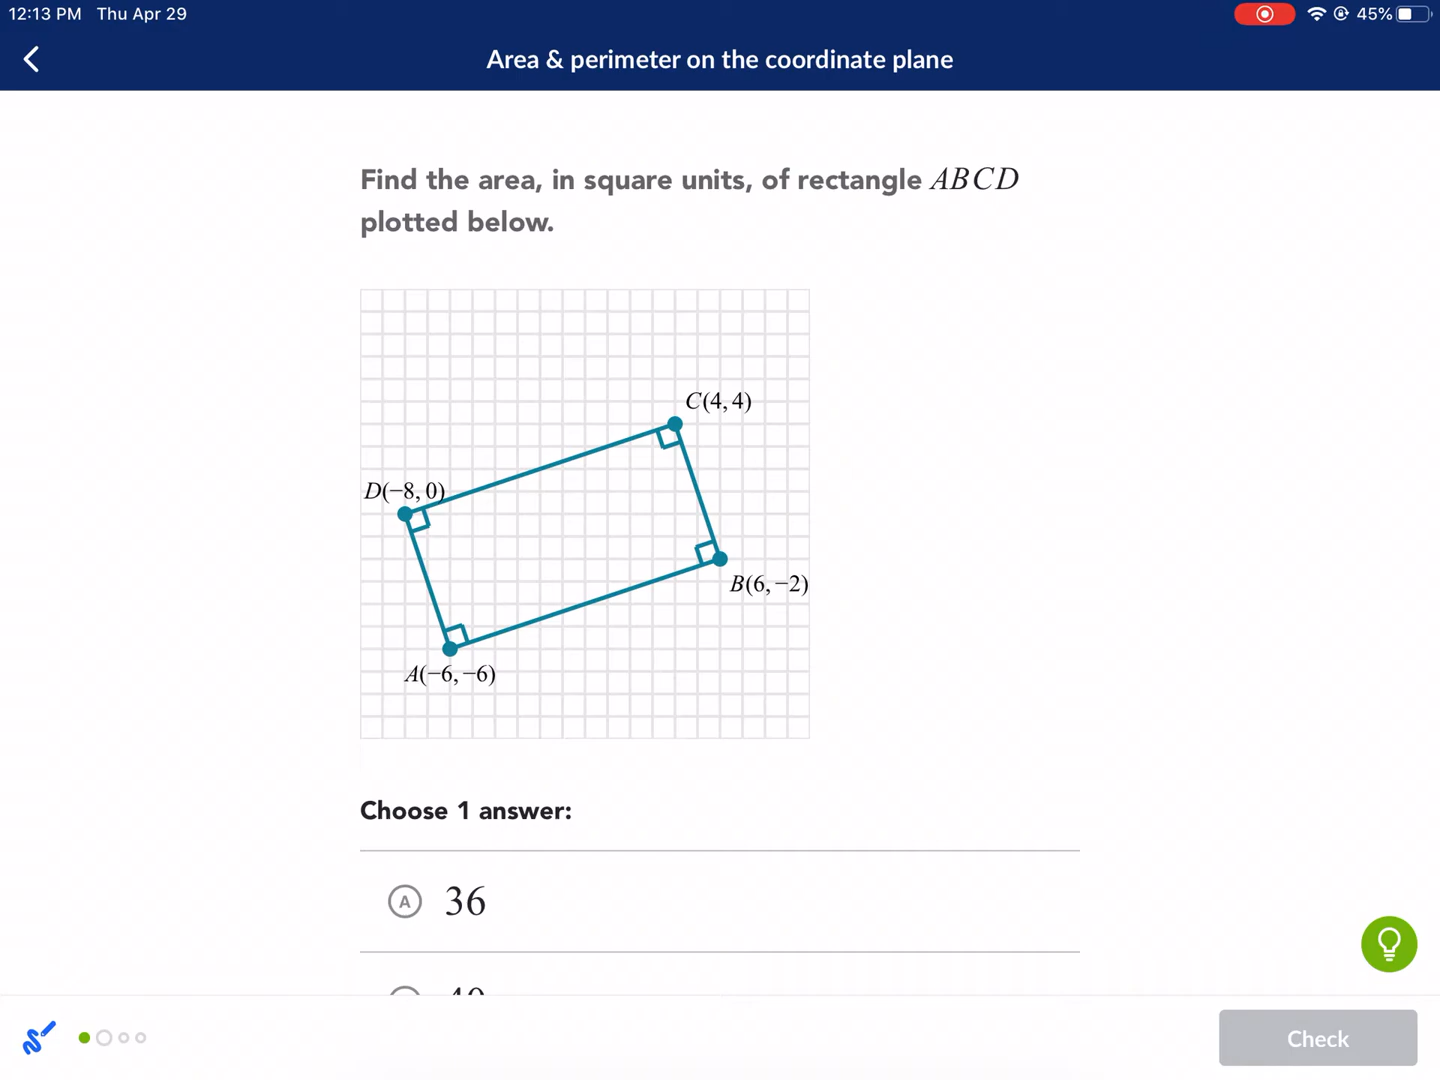 12:13 PM Thu Apr 29
45%
Area & perimeter on the coordinate plane
Find the area, in square units, of rectangle ABCD
plotted below.
C(4, 4)
D(−8, 0)
B(6, −2)
A(−6, −6)
Choose 1 answer:
A 36
Check